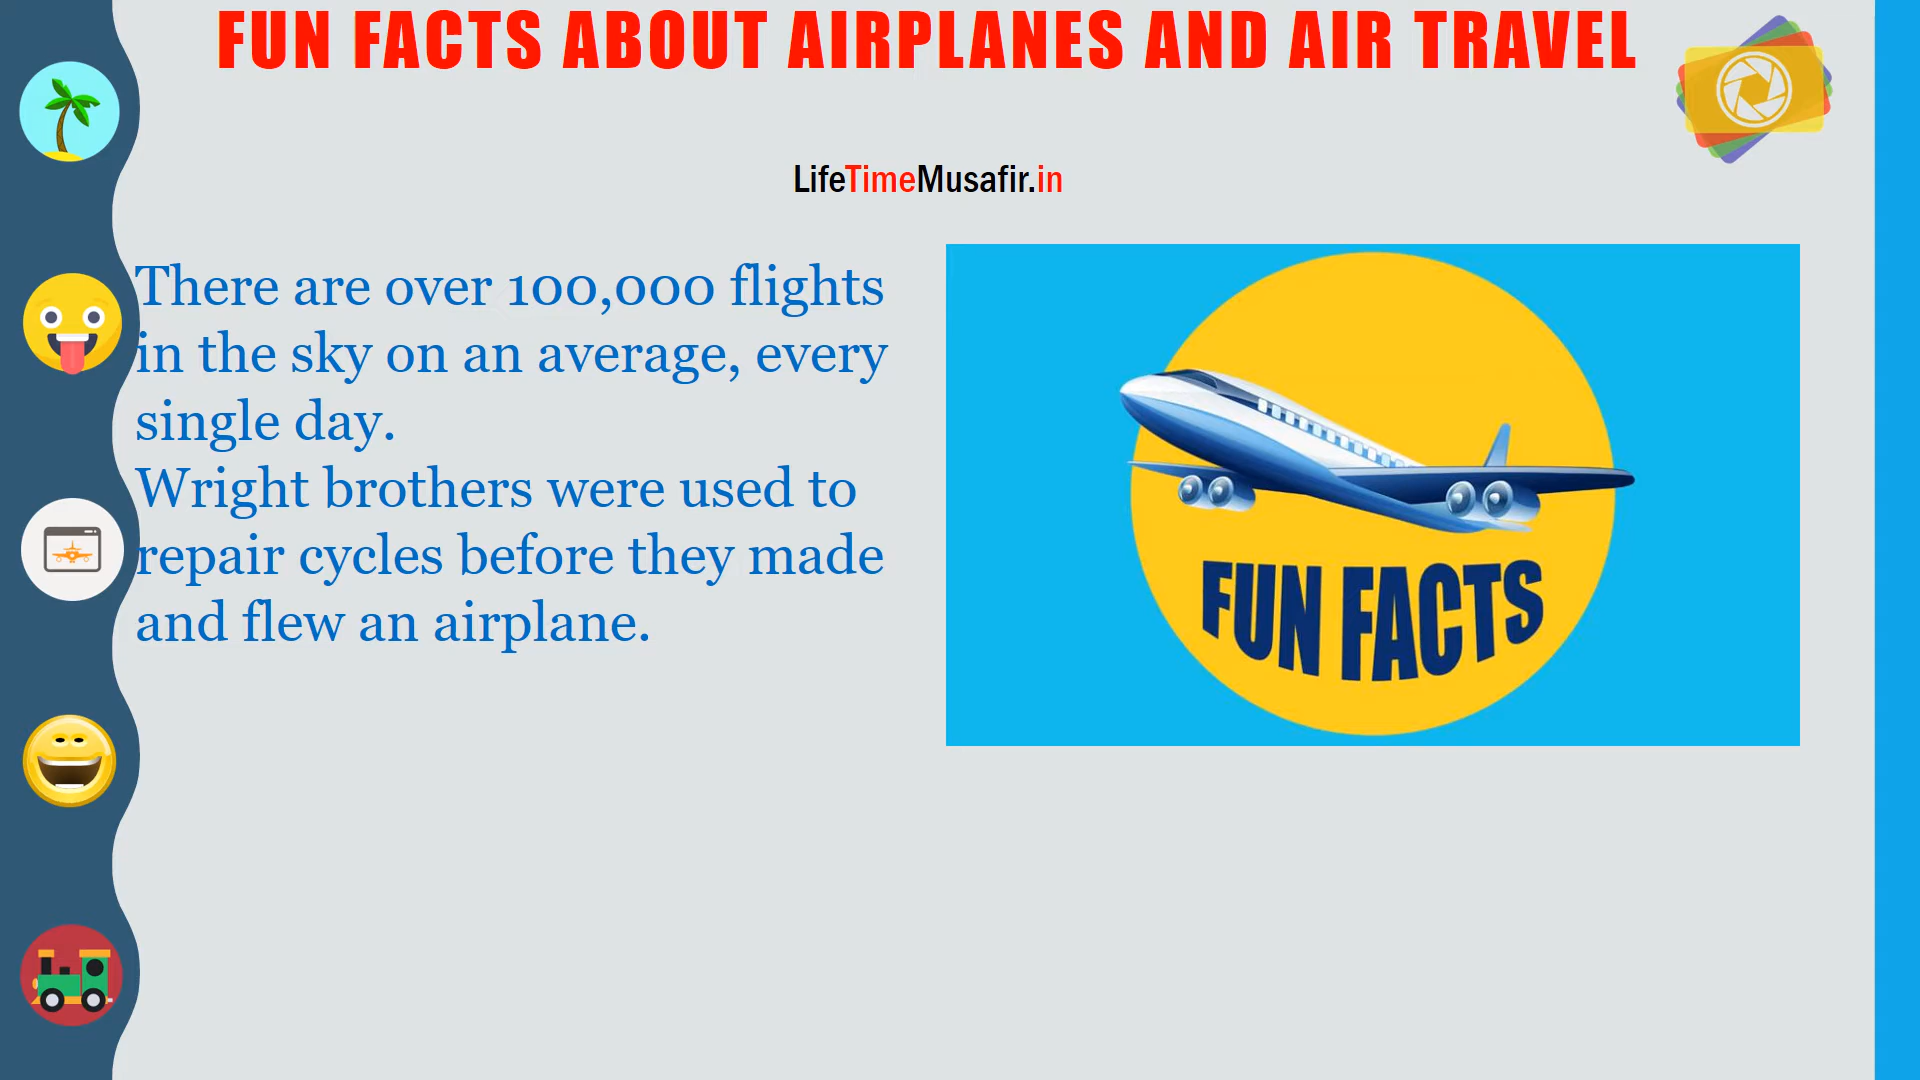 FUN FACTS ABOUT AIRPLANES AND AIR TRAVEL
LifeTimeMusafir.in
There are over 100,000 flights
in the sky on an average, every
single day.
Wright brothers were used to
repair cycles before they made
and flew an airplane.
FUN FACTS